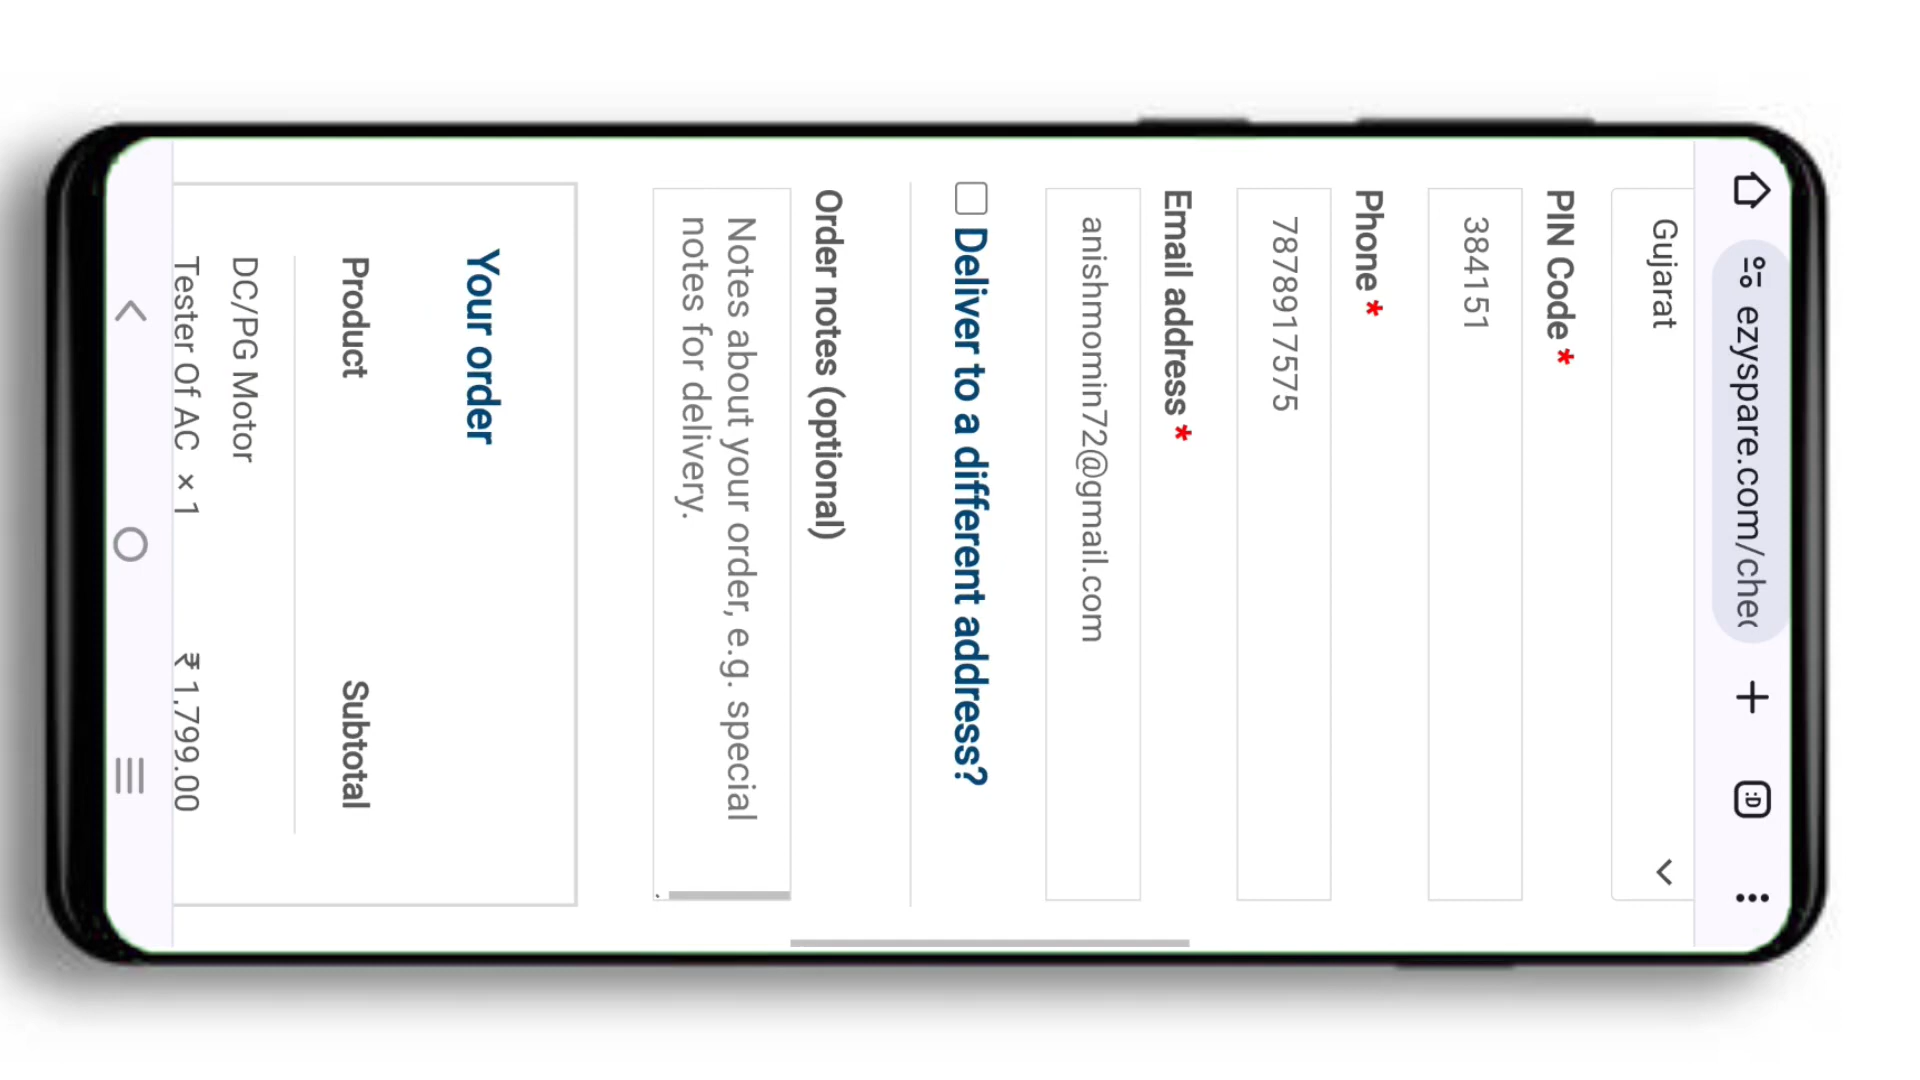 ezyspare.com/chec
:D
Gujarat
PIN Code *
384151
Phone *
7878917575
Email address *
anishmomin72@gmail.com
Deliver to a different address?
Order notes (optional)
Notes about your order, e.g. special
notes for delivery.
Your order
Product Subtotal
DC/PG Motor
Tester Of AC × 1 ₹ 1,799.00